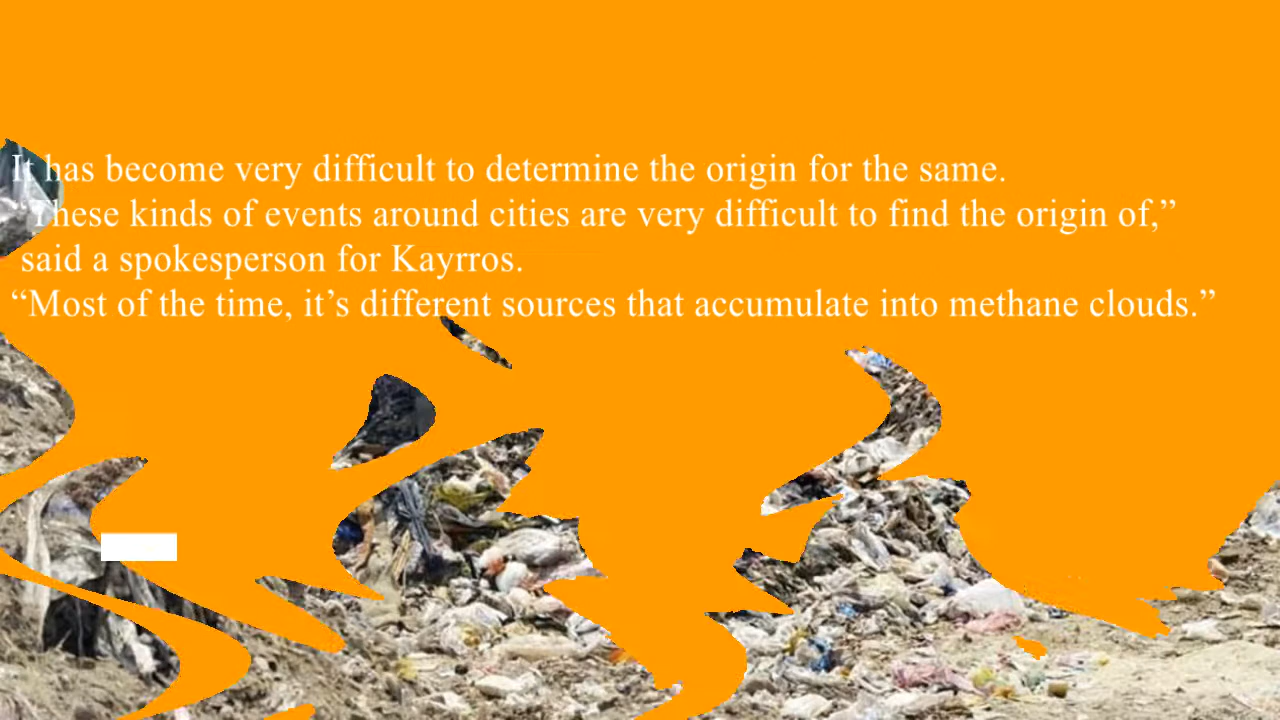 It has become very difficult to determine the origin for the same.
“These kinds of events around cities are very difficult to find the origin of,”
said a spokesperson for Kayrros.
“Most of the time, it’s different sources that accumulate into methane clouds.”